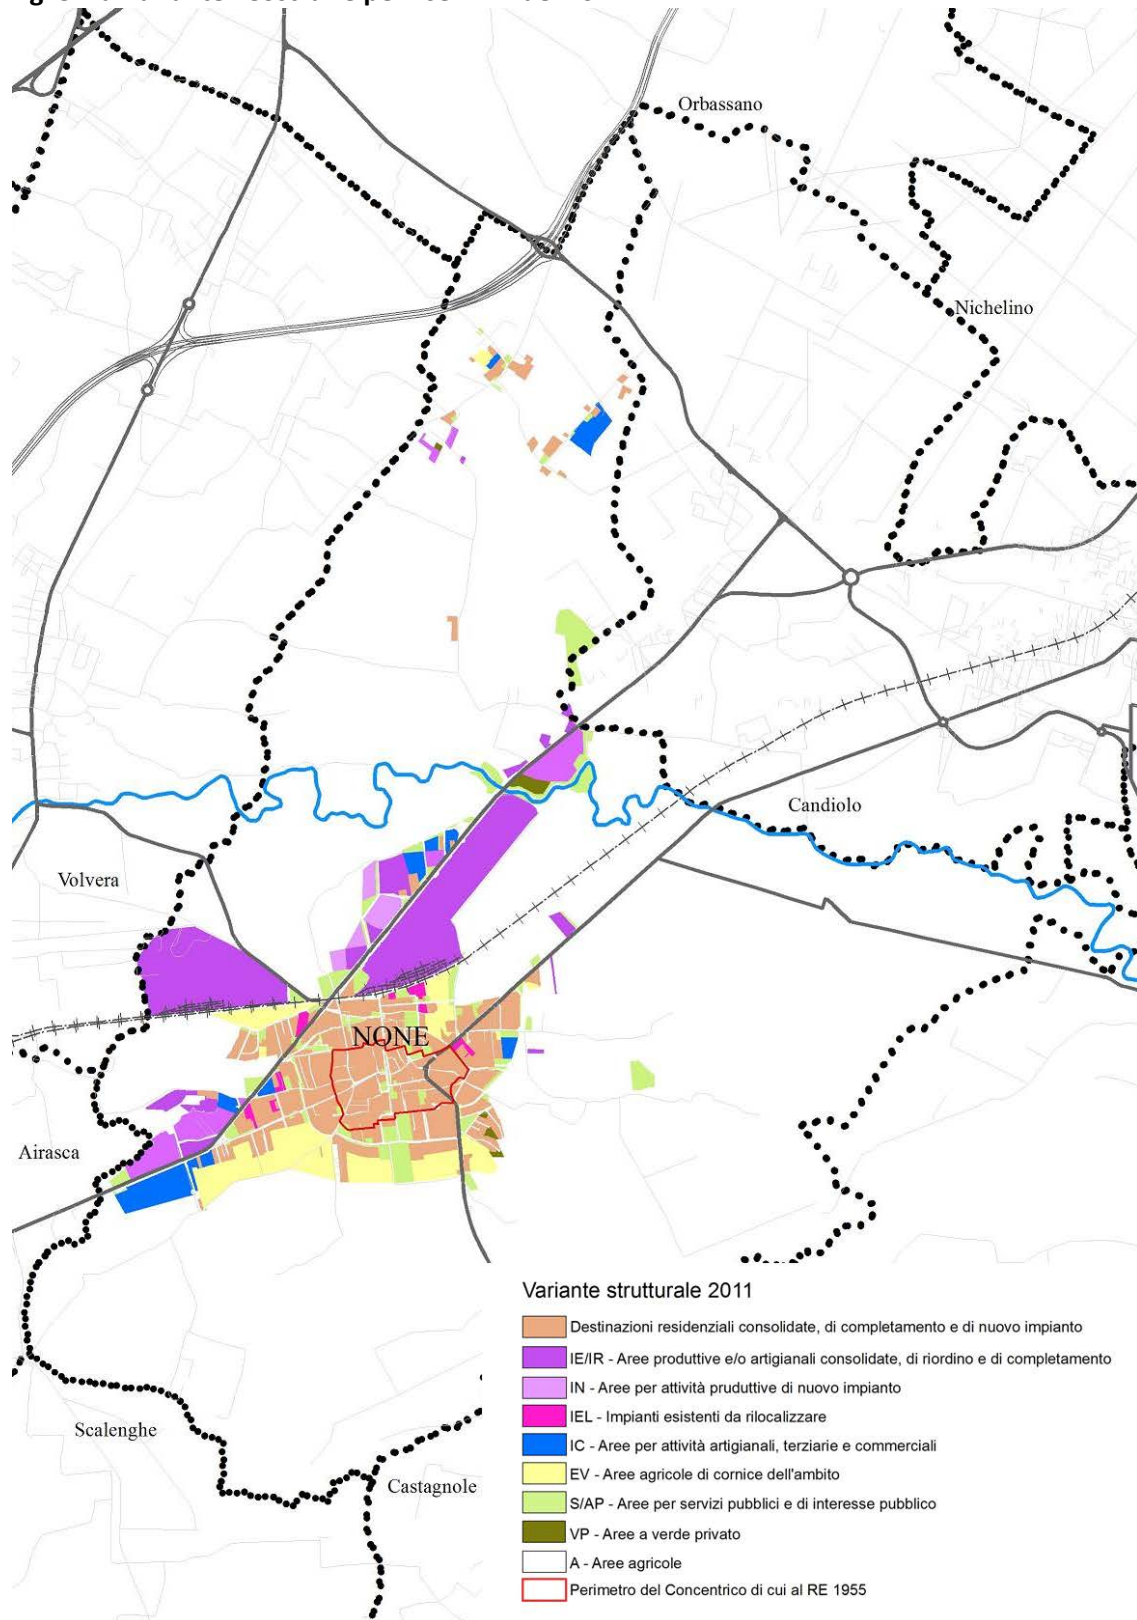 Orbassano
Nichelino
Candiolo
Volvera
NONE
Airasca
Scalenghe
Castagnole
Variante strutturale 2011
Destinazioni residenziali consolidate, di completamento e di nuovo impianto
IE/IR - Aree produttive e/o artigianali consolidate, di riordino e di completamento
IN - Aree per attività pruduttive di nuovo impianto
IEL - Impianti esistenti da rilocalizzare
IC - Aree per attività artigianali, terziarie e commerciali
EV - Aree agricole di cornice dell'ambito
S/AP - Aree per servizi pubblici e di interesse pubblico
VP - Aree a verde privato
A - Aree agricole
Perimetro del Concentrico di cui al RE 1955